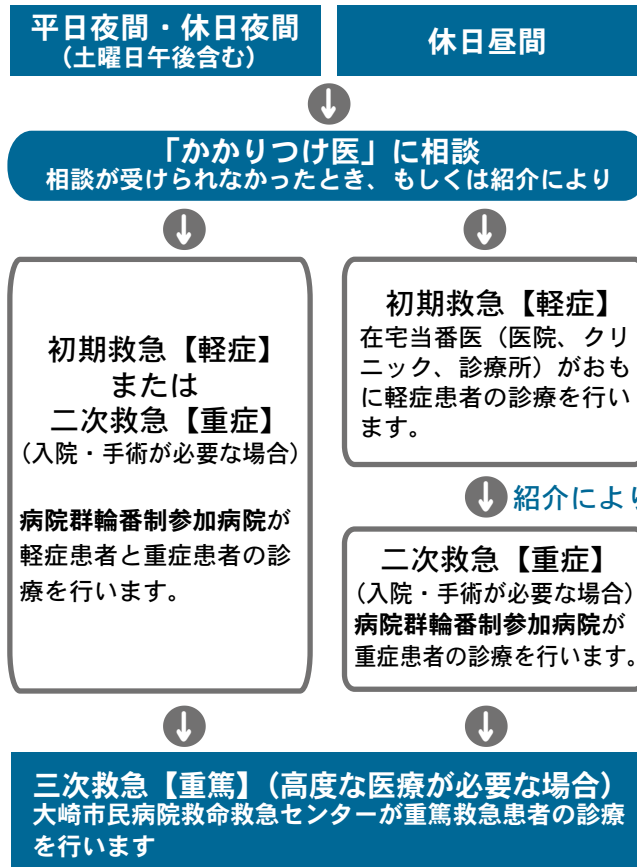 平日夜間・休日夜間
（土曜日午後含む）
休日昼間
「かかりつけ医」に相談
相談が受けられなかったとき、もしくは紹介により
初期救急【軽症】
または
二次救急【重症】
（入院・手術が必要な場合）
病院群輪番制参加病院が
軽症患者と重症患者の診
療を行います。
初期救急【軽症】
在宅当番医（医院、クリ
ニック、診療所）がおも
に軽症患者の診療を行い
ます。
紹介により
二次救急【重症】
（入院・手術が必要な場合）
病院群輪番制参加病院が
重症患者の診療を行います。
三次救急【重篤】（高度な医療が必要な場合）
大崎市民病院救命救急センターが重篤救急患者の診療
を行います